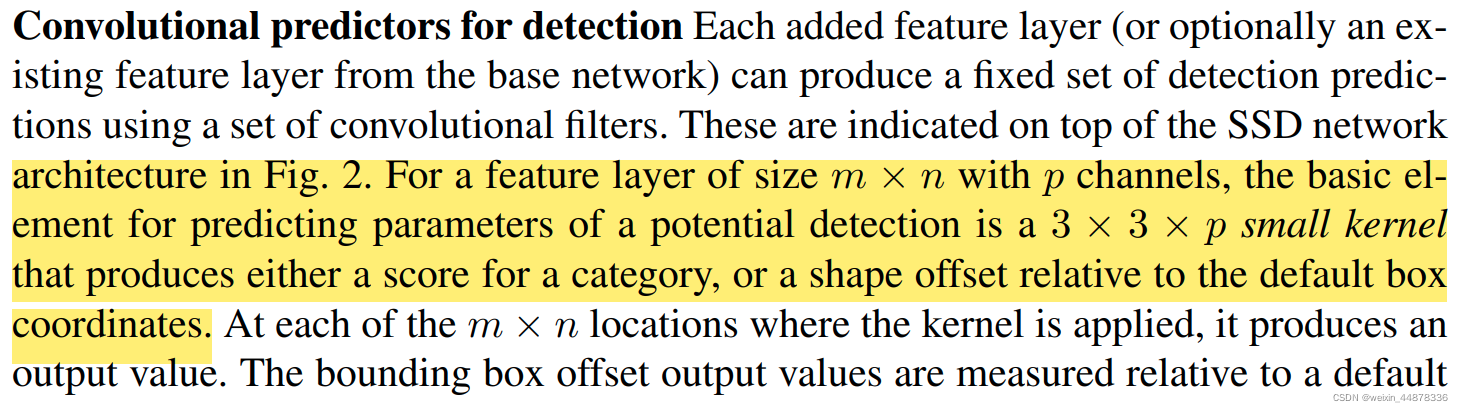 Convolutional predictors for detection Each added feature layer (or optionally an ex-
isting feature layer from the base network) can produce a fixed set of detection predic-
tions using a set of convolutional filters. These are indicated on top of the SSD network
architecture in Fig. 2. For a feature layer of size m × n with p channels, the basic el-
ement for predicting parameters of a potential detection is a 3 × 3 × p small kernel
that produces either a score for a category, or a shape offset relative to the default box
coordinates. At each of the m × n locations where the kernel is applied, it produces an
output value. The bounding box offset output values are measured relative to a default
CSDN @weixin_44878336